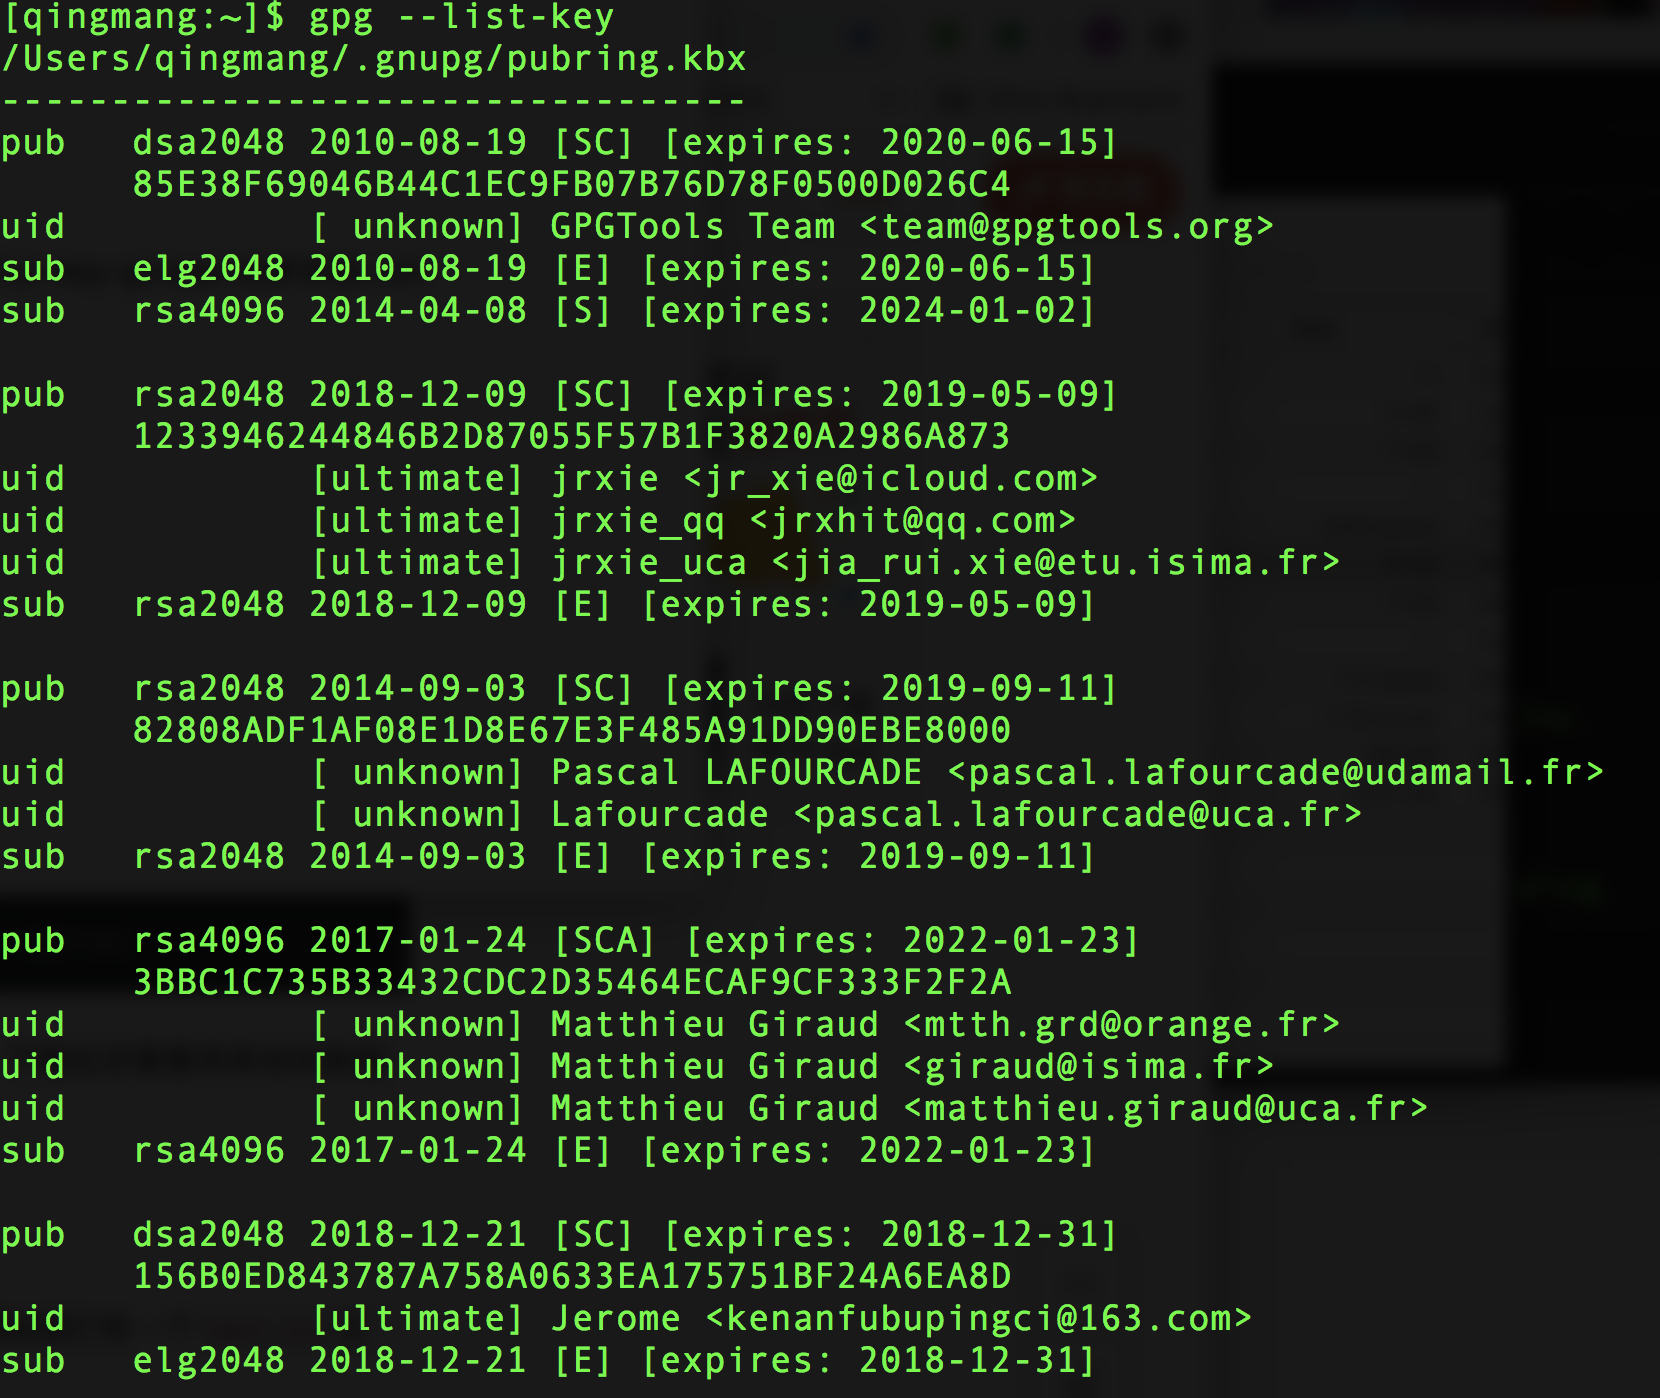 [qingmang:~]$ gpg --list-key
/Users/qingmang/.gnupg/pubring.kbx
----------------------------------
pub   dsa2048 2010-08-19 [SC] [expires: 2020-06-15]
      85E38F69046B44C1EC9FB07B76D78F0500D026C4
uid           [ unknown] GPGTools Team <team@gpgtools.org>
sub   elg2048 2010-08-19 [E] [expires: 2020-06-15]
sub   rsa4096 2014-04-08 [S] [expires: 2024-01-02]

pub   rsa2048 2018-12-09 [SC] [expires: 2019-05-09]
      1233946244846B2D87055F57B1F3820A2986A873
uid           [ultimate] jrxie <jr_xie@icloud.com>
uid           [ultimate] jrxie_qq <jrxhit@qq.com>
uid           [ultimate] jrxie_uca <jia_rui.xie@etu.isima.fr>
sub   rsa2048 2018-12-09 [E] [expires: 2019-05-09]

pub   rsa2048 2014-09-03 [SC] [expires: 2019-09-11]
      82808ADF1AF08E1D8E67E3F485A91DD90EBE8000
uid           [ unknown] Pascal LAFOURCADE <pascal.lafourcade@udamail.fr>
uid           [ unknown] Lafourcade <pascal.lafourcade@uca.fr>
sub   rsa2048 2014-09-03 [E] [expires: 2019-09-11]

pub   rsa4096 2017-01-24 [SCA] [expires: 2022-01-23]
      3BBC1C735B33432CDC2D35464ECAF9CF333F2F2A
uid           [ unknown] Matthieu Giraud <mtth.grd@orange.fr>
uid           [ unknown] Matthieu Giraud <giraud@isima.fr>
uid           [ unknown] Matthieu Giraud <matthieu.giraud@uca.fr>
sub   rsa4096 2017-01-24 [E] [expires: 2022-01-23]

pub   dsa2048 2018-12-21 [SC] [expires: 2018-12-31]
      156B0ED843787A758A0633EA175751BF24A6EA8D
uid           [ultimate] Jerome <kenanfubupingci@163.com>
sub   elg2048 2018-12-21 [E] [expires: 2018-12-31]